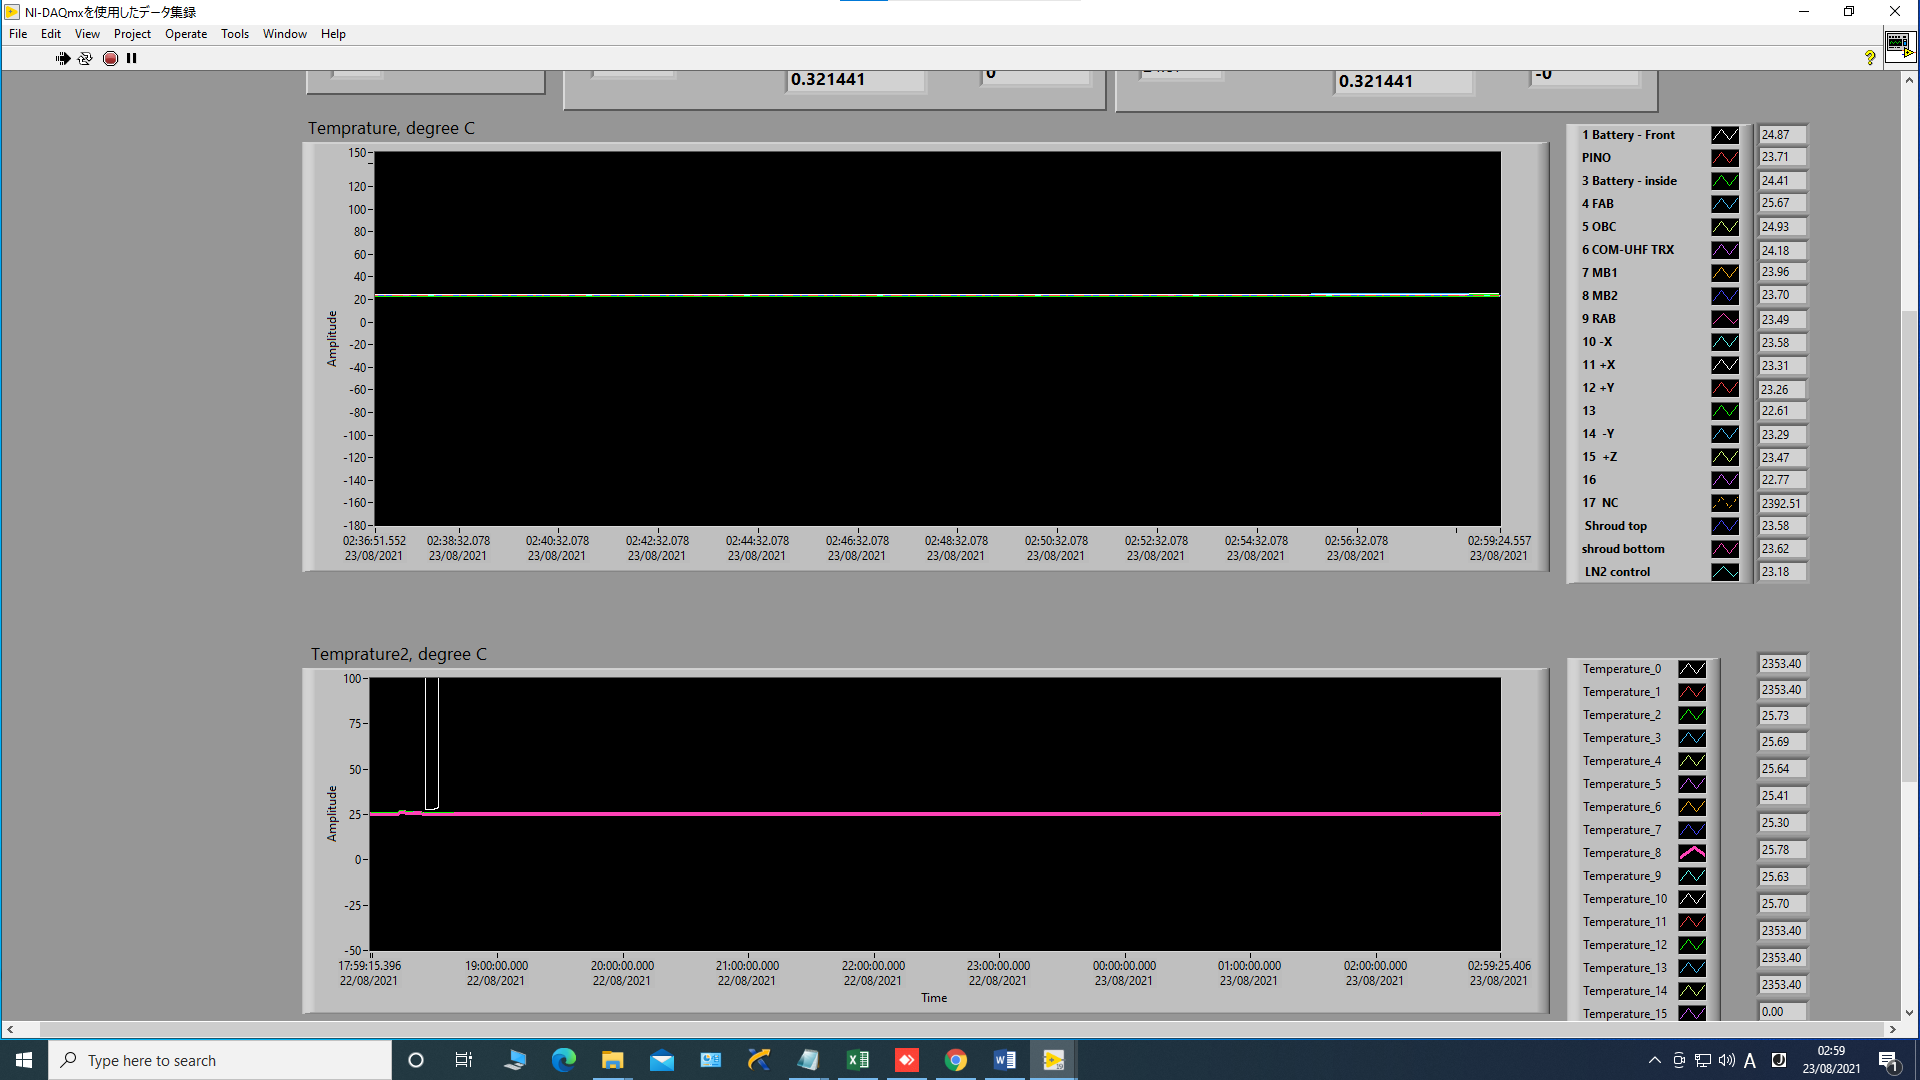 NI-DAQmxを使用したデータ集録
File Edit View Project Operate Tools Window Help
0.321441 0 0.321441 -0
Temprature, degree C
150
120
100
80
60
40
20
0
-20
-40
-60
-80
-100
-120
-140
-160
-180
Amplitude
02:36:51.552 02:38:32.078 02:40:32.078 02:42:32.078 02:44:32.078 02:46:32.078 02:48:32.078 02:50:32.078 02:52:32.078 02:54:32.078 02:56:32.078 02:59:24.557
23/08/2021 23/08/2021 23/08/2021 23/08/2021 23/08/2021 23/08/2021 23/08/2021 23/08/2021 23/08/2021 23/08/2021 23/08/2021 23/08/2021
1 Battery - Front 24.87
PINO 23.71
3 Battery - inside 24.41
4 FAB 25.67
5 OBC 24.93
6 COM-UHF TRX 24.18
7 MB1 23.96
8 MB2 23.70
9 RAB 23.49
10 -X 23.58
11 +X 23.31
12 +Y 23.26
13 22.61
14 -Y 23.29
15 +Z 23.47
16 22.77
17 NC 2392.51
Shroud top 23.58
shroud bottom 23.62
LN2 control 23.18
Temprature2, degree C
100
75
50
25
0
-25
-50
Amplitude
17:59:15.396 19:00:00.000 20:00:00.000 21:00:00.000 22:00:00.000 23:00:00.000 00:00:00.000 01:00:00.000 02:00:00.000 02:59:25.406
22/08/2021 22/08/2021 22/08/2021 22/08/2021 22/08/2021 22/08/2021 23/08/2021 23/08/2021 23/08/2021 23/08/2021
Time
Temperature_0 2353.40
Temperature_1 2353.40
Temperature_2 25.73
Temperature_3 25.69
Temperature_4 25.64
Temperature_5 25.41
Temperature_6 25.30
Temperature_7 25.78
Temperature_8 25.63
Temperature_9 25.70
Temperature_10 2353.40
Temperature_11 2353.40
Temperature_12 2353.40
Temperature_13 0.00
Temperature_14
Temperature_15
Type here to search
A
02:59
23/08/2021
1